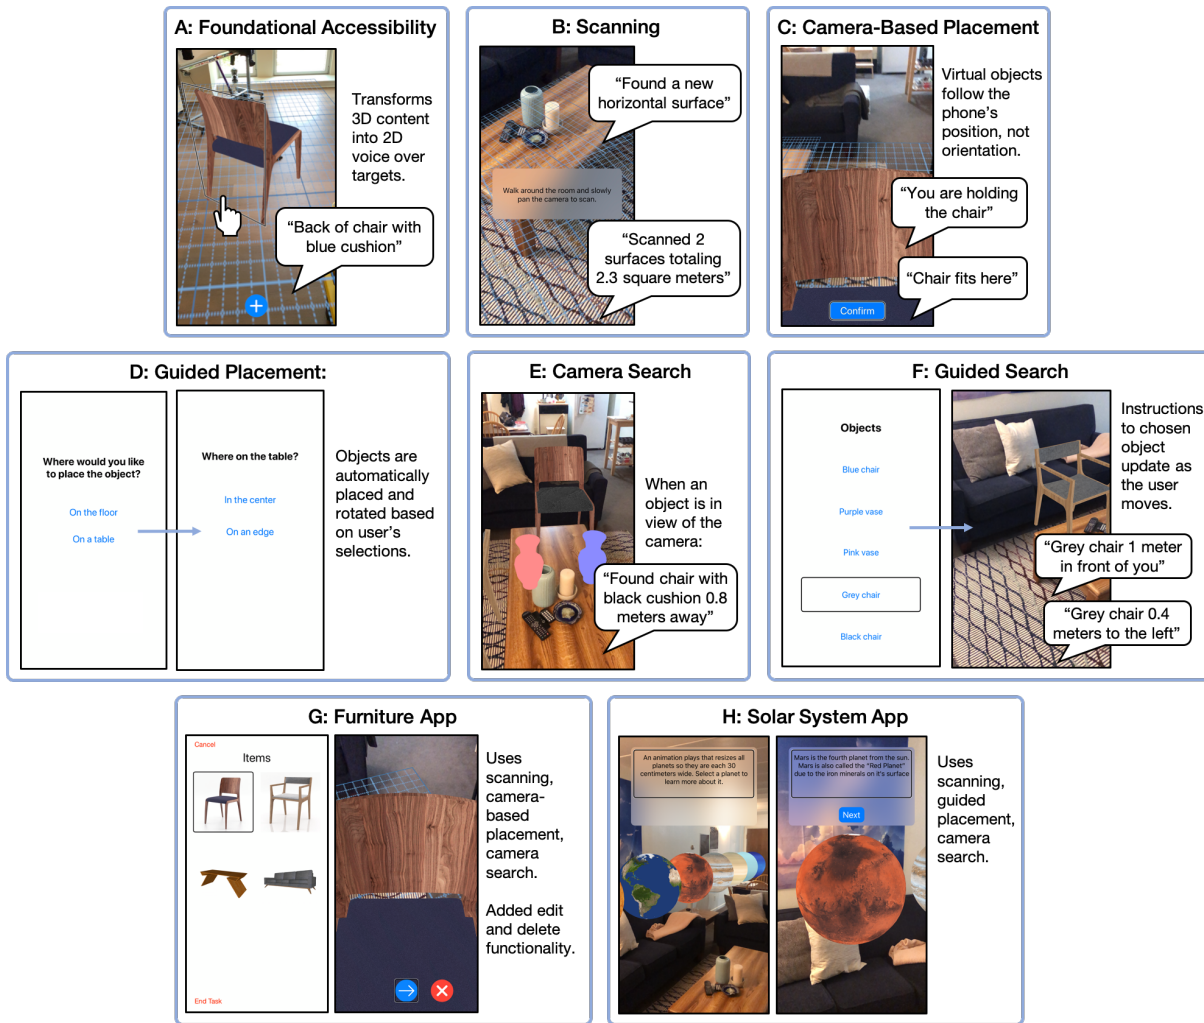 A: Foundational Accessibility
Transforms
3D content
into 2D
voice over
targets.
“Back of chair with
blue cushion”
B: Scanning
“Found a new
horizontal surface”
Walk around the room and slowly
pan the camera to scan.
“Scanned 2
surfaces totaling
2.3 square meters”
C: Camera-Based Placement
Virtual objects
follow the
phone’s
position, not
orientation.
“You are holding
the chair”
“Chair fits here”
Confirm
D: Guided Placement:
Where would you like
to place the object?
On the floor
On a table
Where on the table?
In the center
On an edge
Objects are
automatically
placed and
rotated based
on user’s
selections.
E: Camera Search
When an
object is in
view of the
camera:
“Found chair with
black cushion 0.8
meters away”
F: Guided Search
Objects
Blue chair
Purple vase
Pink vase
Grey chair
Black chair
Instructions
to chosen
object
update as
the user
moves.
“Grey chair 1 meter
in front of you”
“Grey chair 0.4
meters to the left”
G: Furniture App
Cancel
Items
End Task
Uses
scanning,
camera-
based
placement,
camera
search.
Added edit
and delete
functionality.
H: Solar System App
An animation plays that resizes all
planets so they are each 30
centimeters wide. Select a planet to
learn more about it.
Mars is the fourth planet from the sun.
Mars is also called the "Red Planet"
due to the iron minerals on it's surface
Next
Uses
scanning,
guided
placement,
camera
search.